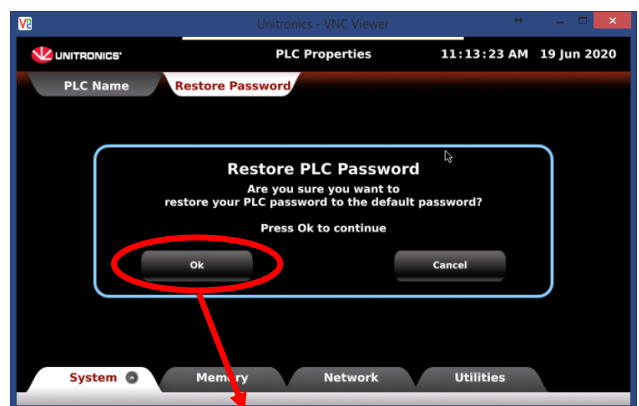 V2 Unitronics - VNC Viewer
UNITRONICS PLC Properties 11:13:23 AM 19 Jun 2020
PLC Name Restore Password
Restore PLC Password
Are you sure you want to
restore your PLC password to the default password?
Press Ok to continue
Ok Cancel
System Memory Network Utilities